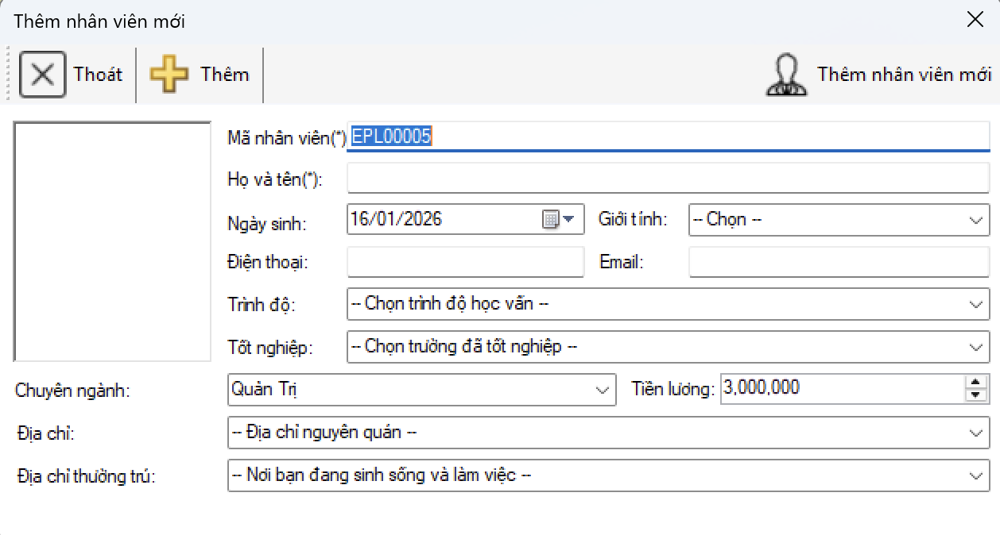 Thêm nhân viên mới
Thoát Thêm Thêm nhân viên mới
Mã nhân viên(*) EPL00005
Họ và tên(*):
Ngày sinh: 16/01/2026 Giới tính: -- Chọn --
Điện thoại: Email:
Trình độ: -- Chọn trình độ học vấn --
Tốt nghiệp: -- Chọn trường đã tốt nghiệp --
Chuyên ngành: Quản Trị Tiền lương: 3,000,000
Địa chỉ: -- Địa chỉ nguyên quán --
Địa chỉ thường trú: -- Nơi bạn đang sinh sống và làm việc --